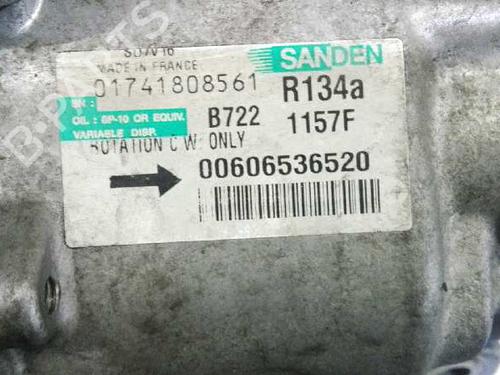 SD7V16
MADE IN FRANCE
SANDEN
01741808561
R134a
SN :
OIL : SP-10 OR EQUIV.
VARIABLE DISP.
B722
1157F
ROTATION C W ONLY
00606536520
B-PARTS